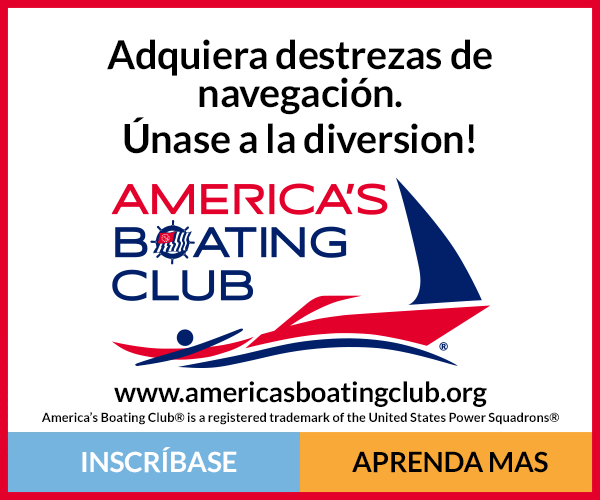 Adquiera destrezas de
navegación.
Únase a la diversion!
AMERICA'S
BOATING
CLUB
®
www.americasboatingclub.org
America's Boating Club® is a registered trademark of the United States Power Squadrons®
INSCRÍBASE
APRENDA MAS